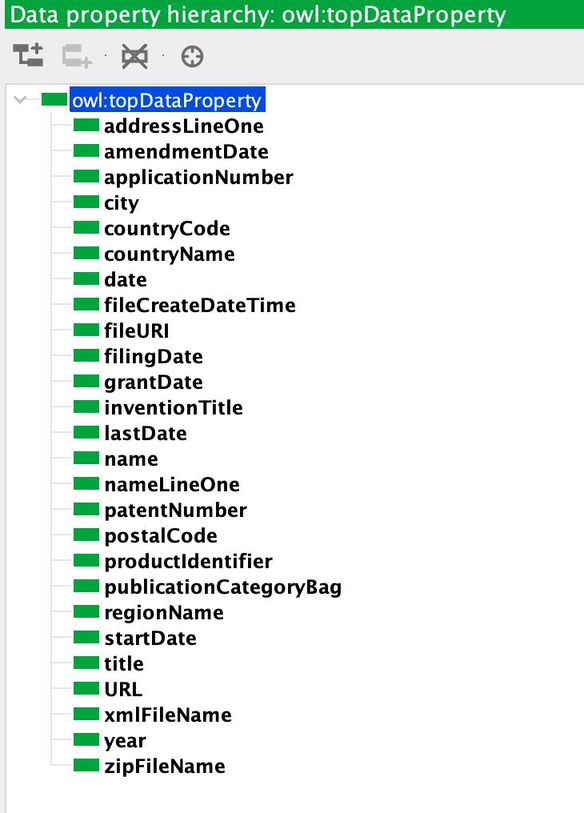 Data property hierarchy: owl:topDataProperty
owl:topDataProperty
addressLineOne
amendmentDate
applicationNumber
city
countryCode
countryName
date
fileCreateDateTime
fileURI
filingDate
grantDate
inventionTitle
lastDate
name
nameLineOne
patentNumber
postalCode
productIdentifier
publicationCategoryBag
regionName
startDate
title
URL
xmlFileName
year
zipFileName